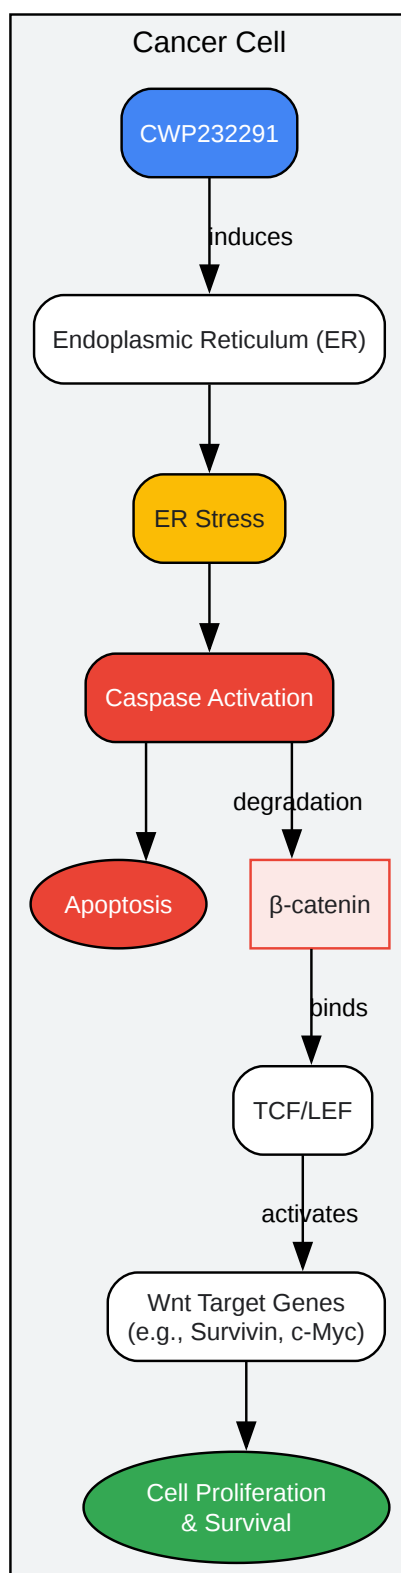 Cancer Cell
CWP232291
induces
Endoplasmic Reticulum (ER)
ER Stress
Caspase Activation
degradation
Apoptosis
β-catenin
binds
TCF/LEF
activates
Wnt Target Genes
(e.g., Survivin, c-Myc)
Cell Proliferation
& Survival